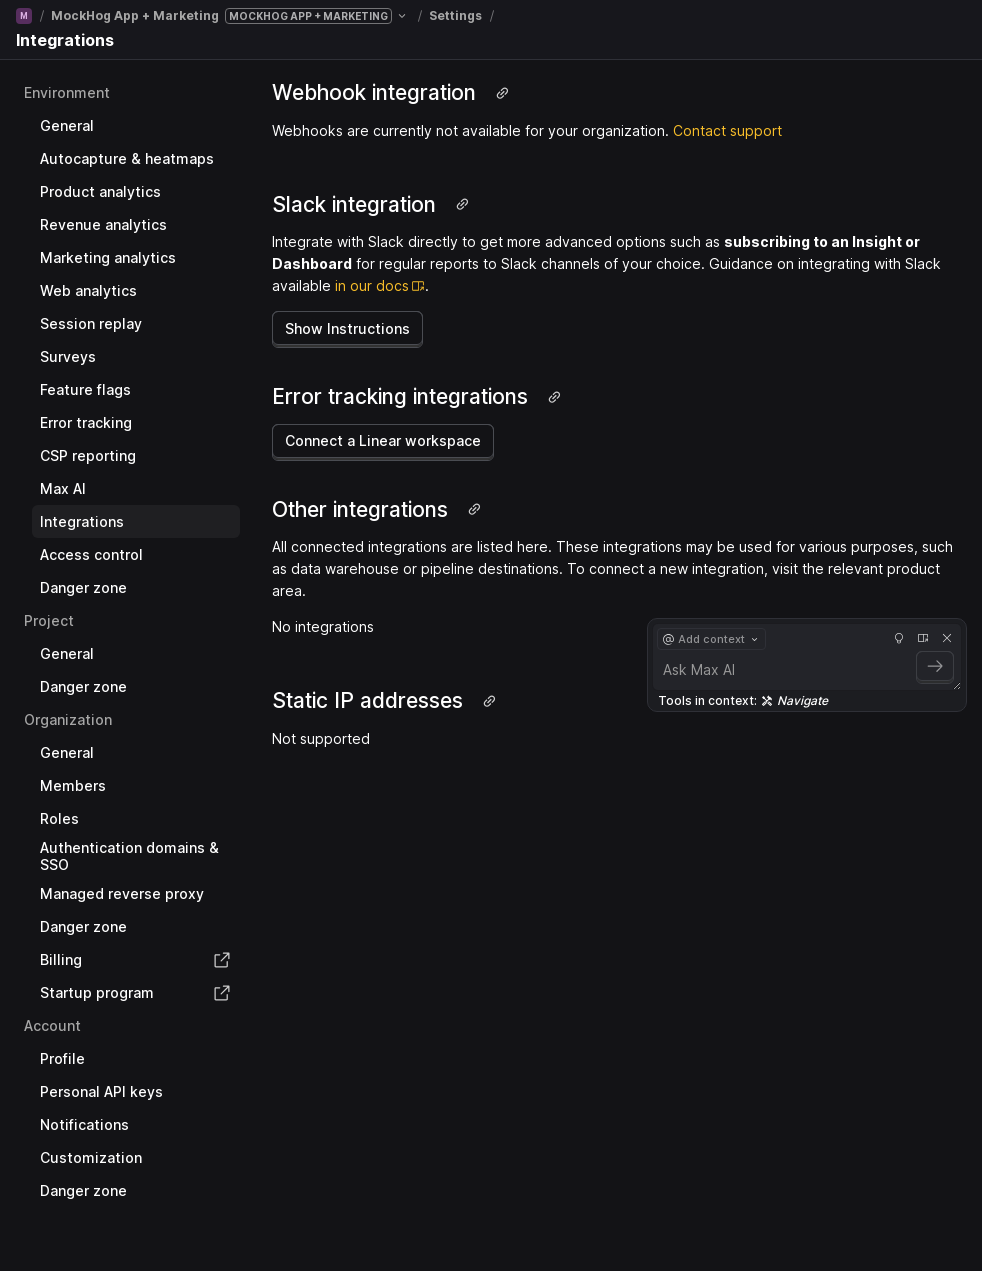 M / MockHog App + Marketing MOCKHOG APP + MARKETING / Settings /
Integrations
Environment
General
Autocapture & heatmaps
Product analytics
Revenue analytics
Marketing analytics
Web analytics
Session replay
Surveys
Feature flags
Error tracking
CSP reporting
Max AI
Integrations
Access control
Danger zone
Project
General
Danger zone
Organization
General
Members
Roles
Authentication domains &
SSO
Managed reverse proxy
Danger zone
Billing
Startup program
Account
Profile
Personal API keys
Notifications
Customization
Danger zone
Webhook integration
Webhooks are currently not available for your organization. Contact support
Slack integration
Integrate with Slack directly to get more advanced options such as subscribing to an Insight or
Dashboard for regular reports to Slack channels of your choice. Guidance on integrating with Slack
available in our docs.
Show Instructions
Error tracking integrations
Connect a Linear workspace
Other integrations
All connected integrations are listed here. These integrations may be used for various purposes, such
as data warehouse or pipeline destinations. To connect a new integration, visit the relevant product
area.
No integrations
Static IP addresses
Not supported
@ Add context
Ask Max AI
Tools in context: Navigate